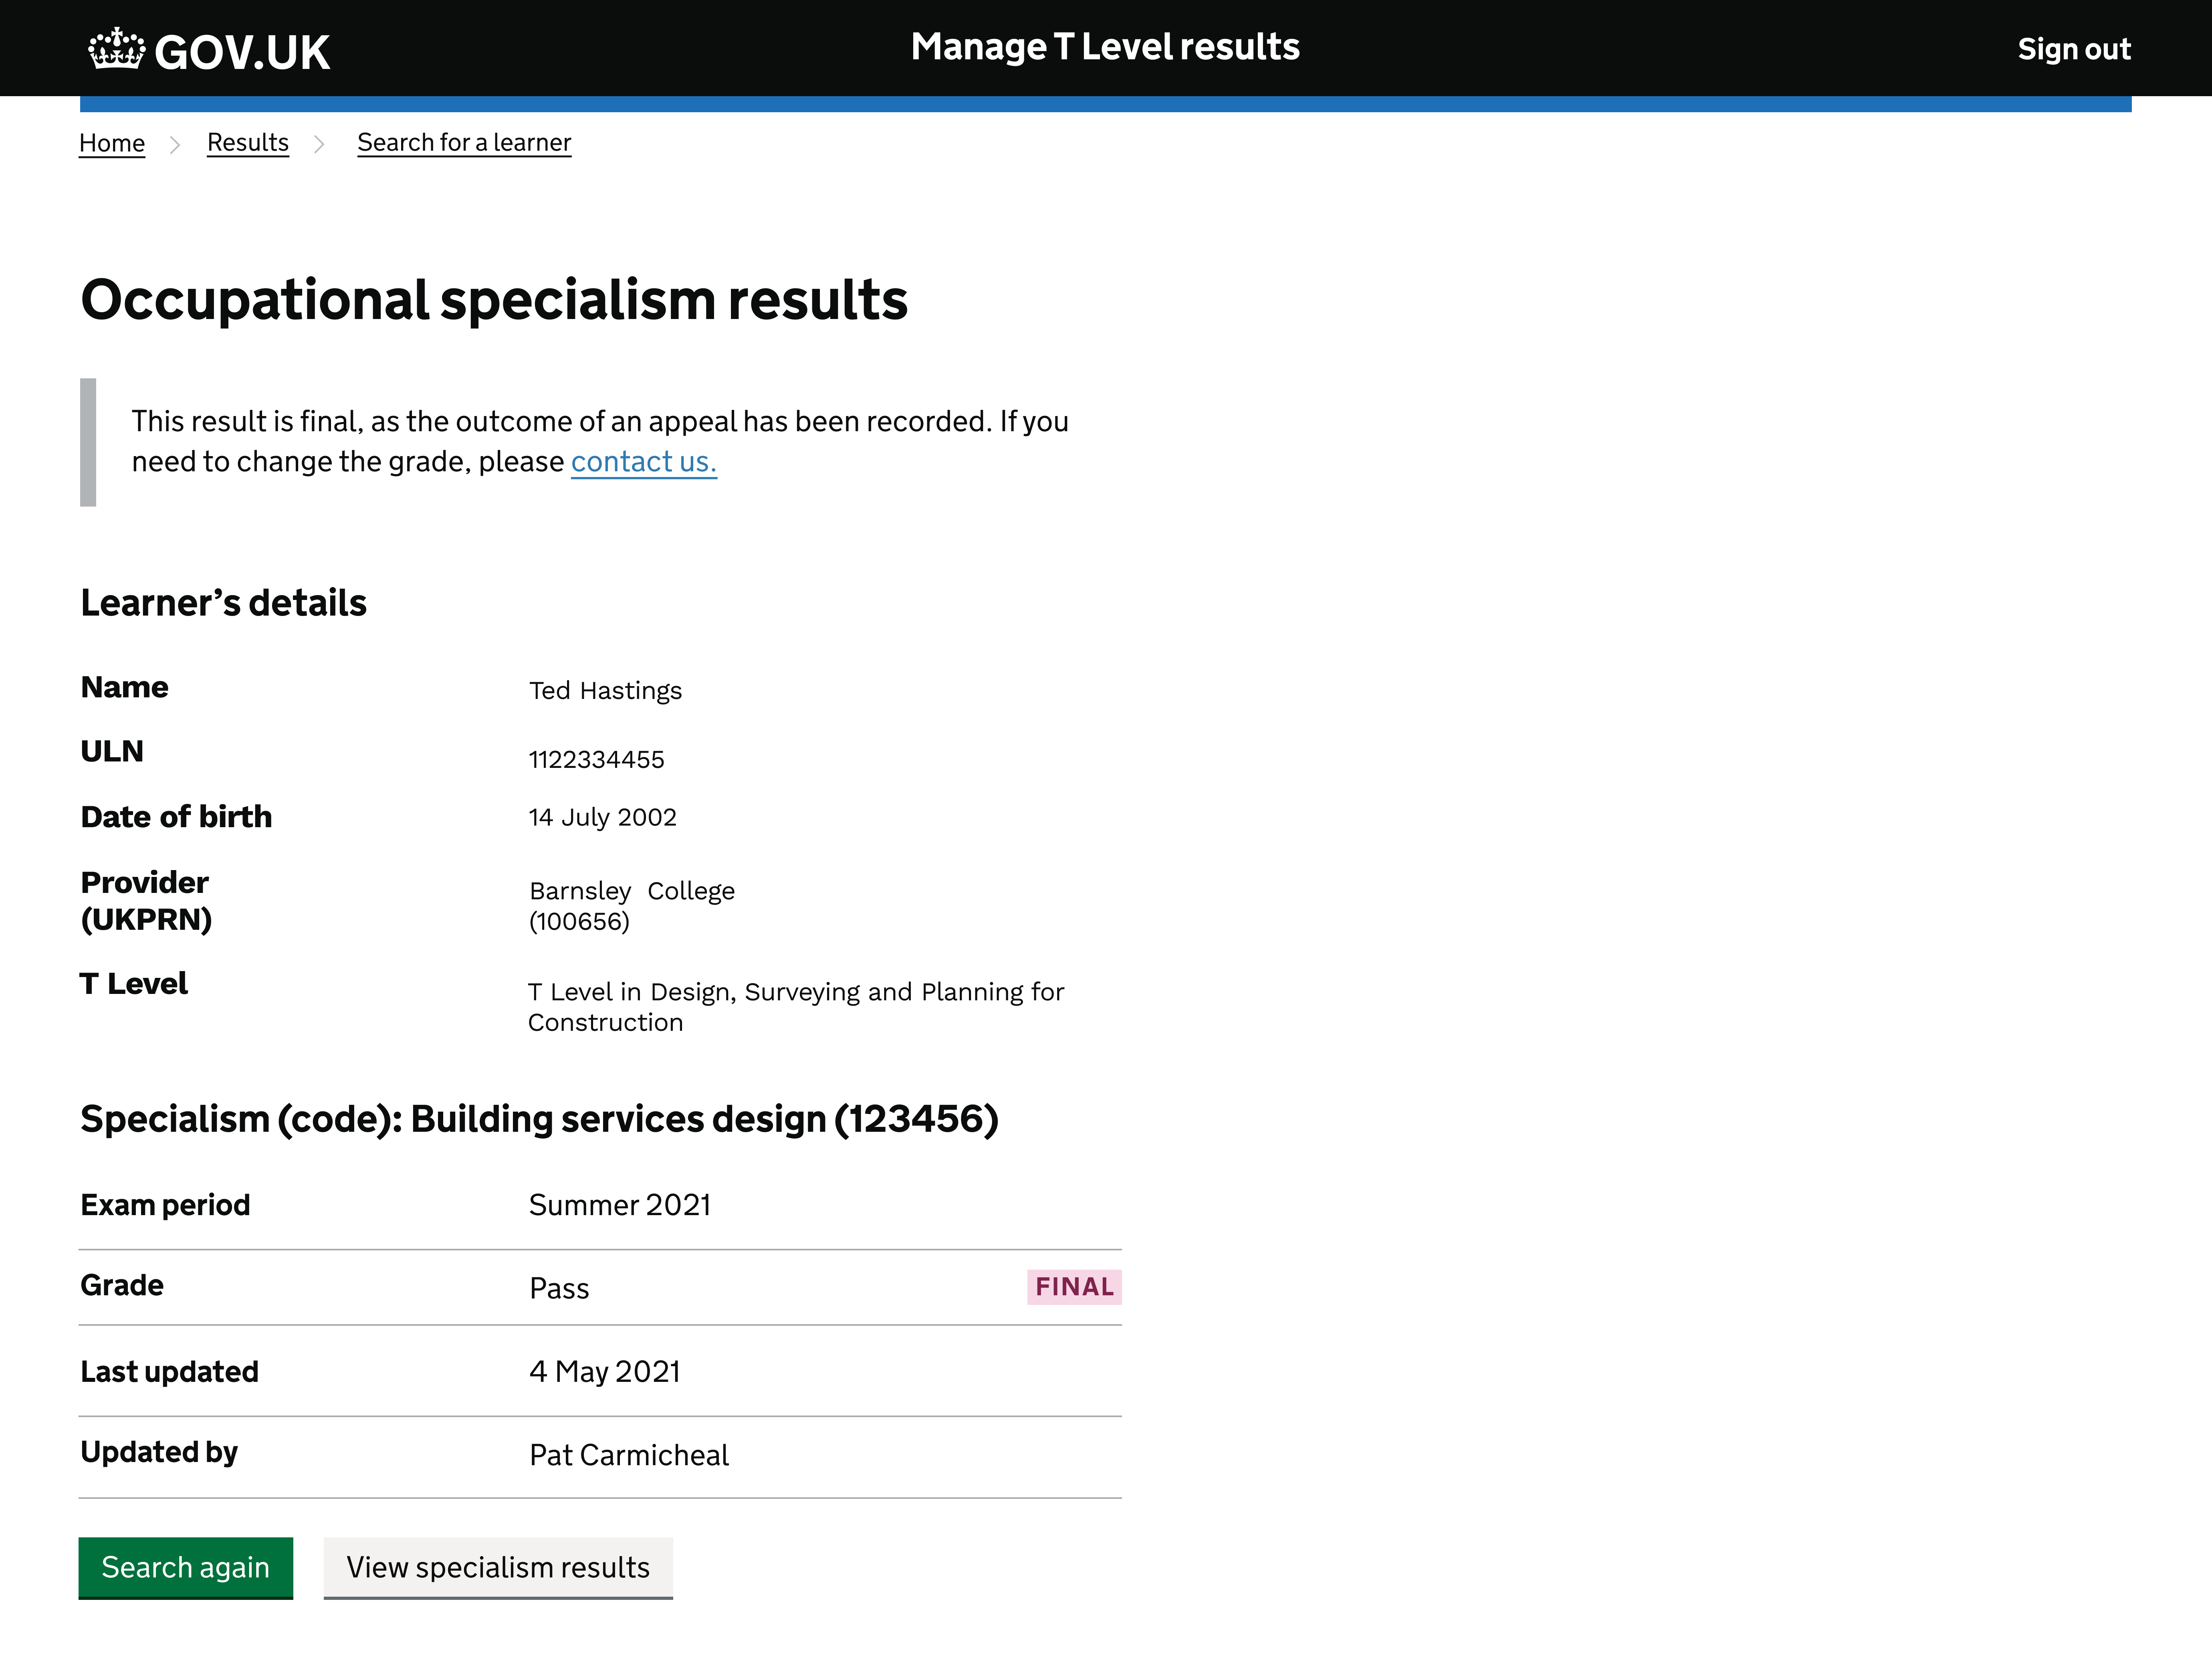 GOV.UK
Manage T Level results
Sign out
Home
Results
Search for a learner
Occupational specialism results
This result is final, as the outcome of an appeal has been recorded. If you
need to change the grade, please contact us.
Learner’s details
Name
Ted Hastings
ULN
1122334455
Date of birth
14 July 2002
Provider
(UKPRN)
Barnsley College
(100656)
T Level
T Level in Design, Surveying and Planning for
Construction
Specialism (code): Building services design (123456)
Exam period
Summer 2021
Grade
Pass
FINAL
Last updated
4 May 2021
Updated by
Pat Carmicheal
Search again
View specialism results